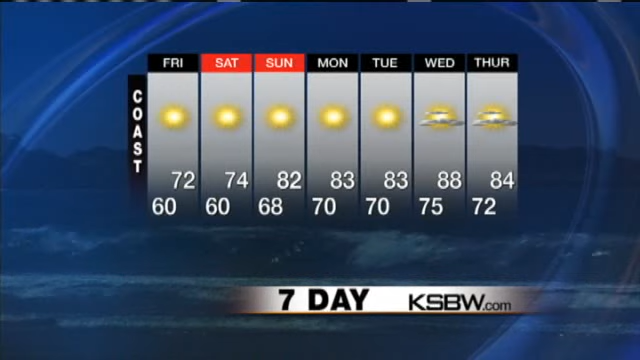 FRI SAT SUN MON TUE WED THUR
COAST
72 74 82 83 83 88 84
60 60 68 70 70 75 72
7 DAY KSBW.com